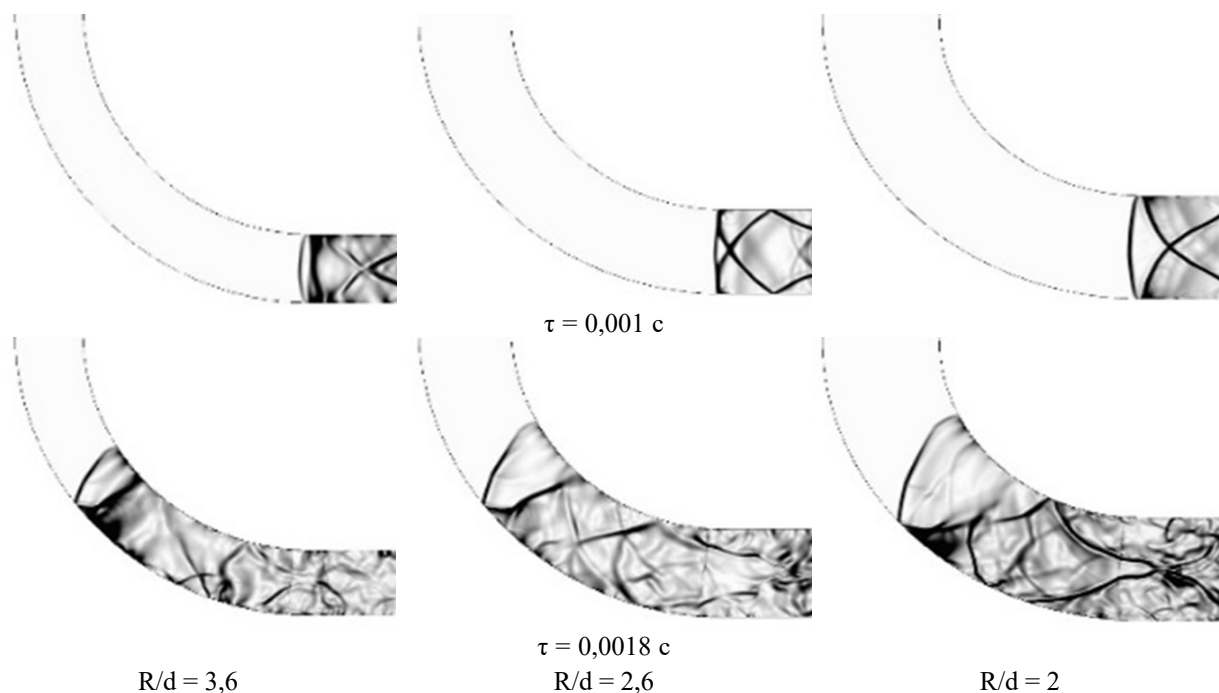 τ = 0,001 c
τ = 0,0018 c
R/d = 3,6 R/d = 2,6 R/d = 2